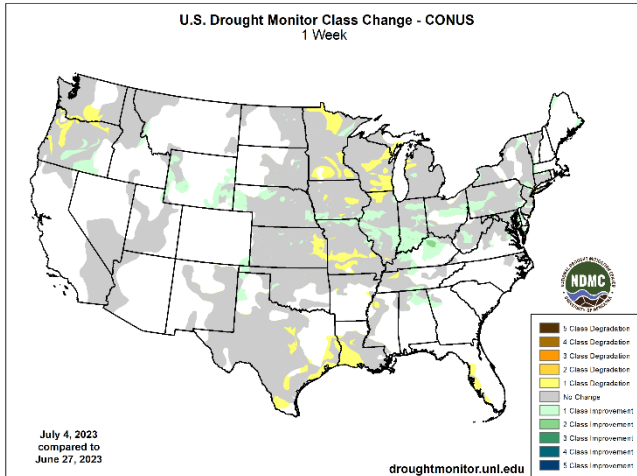 U.S. Drought Monitor Class Change - CONUS
1 Week
NDMC
5 Class Degradation
4 Class Degradation
3 Class Degradation
2 Class Degradation
1 Class Degradation
No Change
1 Class Improvement
2 Class Improvement
3 Class Improvement
4 Class Improvement
5 Class Improvement
July 4, 2023
compared to
June 27, 2023
droughtmonitor.unl.edu